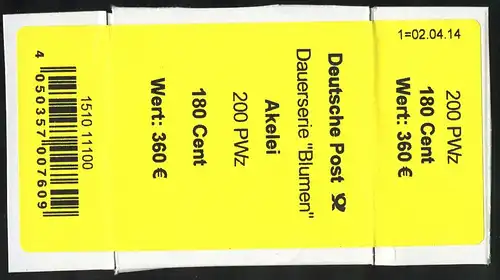 1=02.04.14
200 PWz
180 Cent
Wert: 360 €
Deutsche Post
Dauerserie "Blumen"
Akelei
200 PWz
180 Cent
Wert: 360 €
1510 11100
4 050357 007609